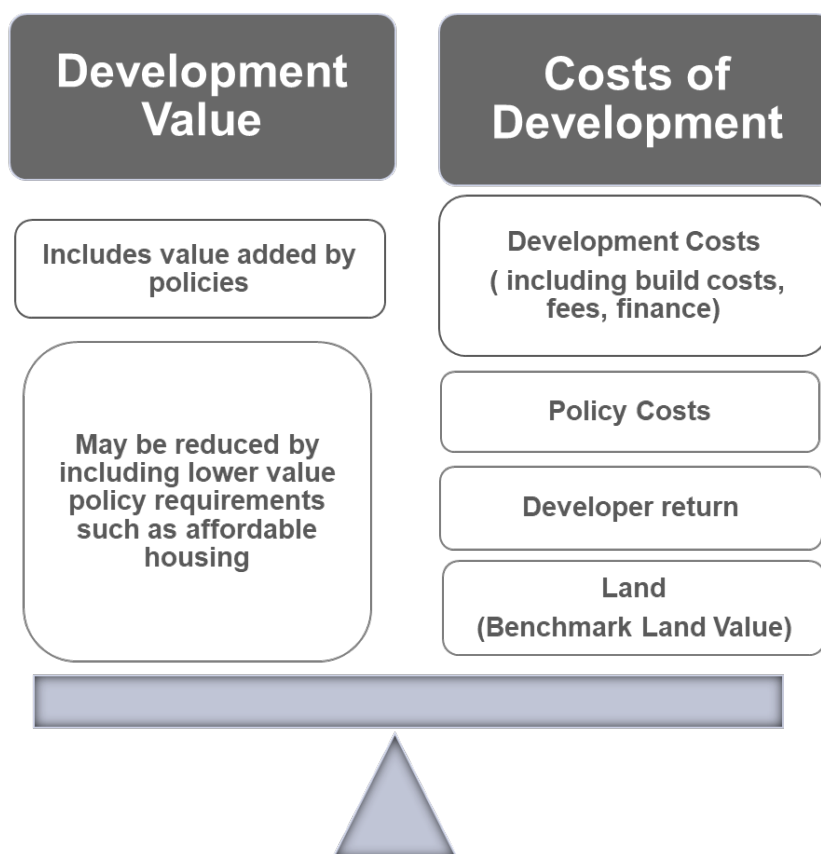 Development
Value
Includes value added by
policies
May be reduced by
including lower value
policy requirements
such as affordable
housing
Costs of
Development
Development Costs
( including build costs,
fees, finance)
Policy Costs
Developer return
Land
(Benchmark Land Value)